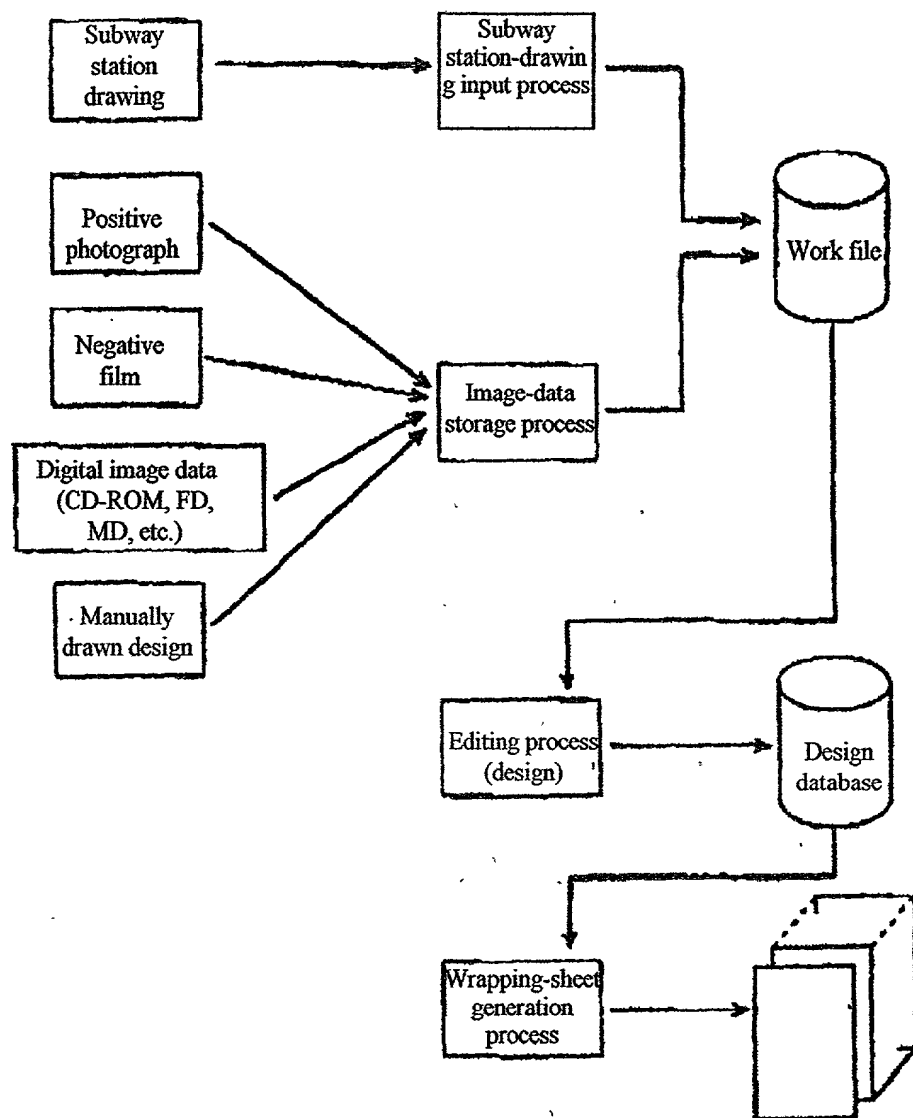 Subway
station
drawing
Subway
station-drawin
g input process
Positive
photograph
Work file
Negative
film
Image-data
storage process
Digital image data
(CD-ROM, FD,
MD, etc.)
Manually
drawn design
Editing process
(design)
Design
database
Wrapping-sheet
generation
process